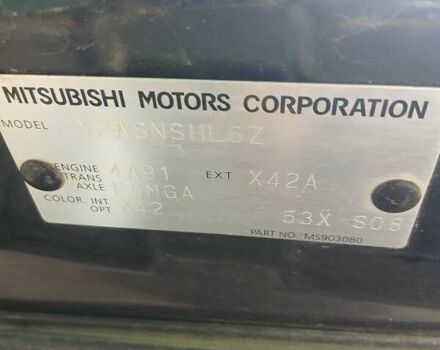 MITSUBISHI MOTORS CORPORATION
MODEL
ENGINE 4A91 EXT X42A
TRANS AXLE F5MGA
COLOR, INT X42
OPT 53X S08
PART NO. MS903080